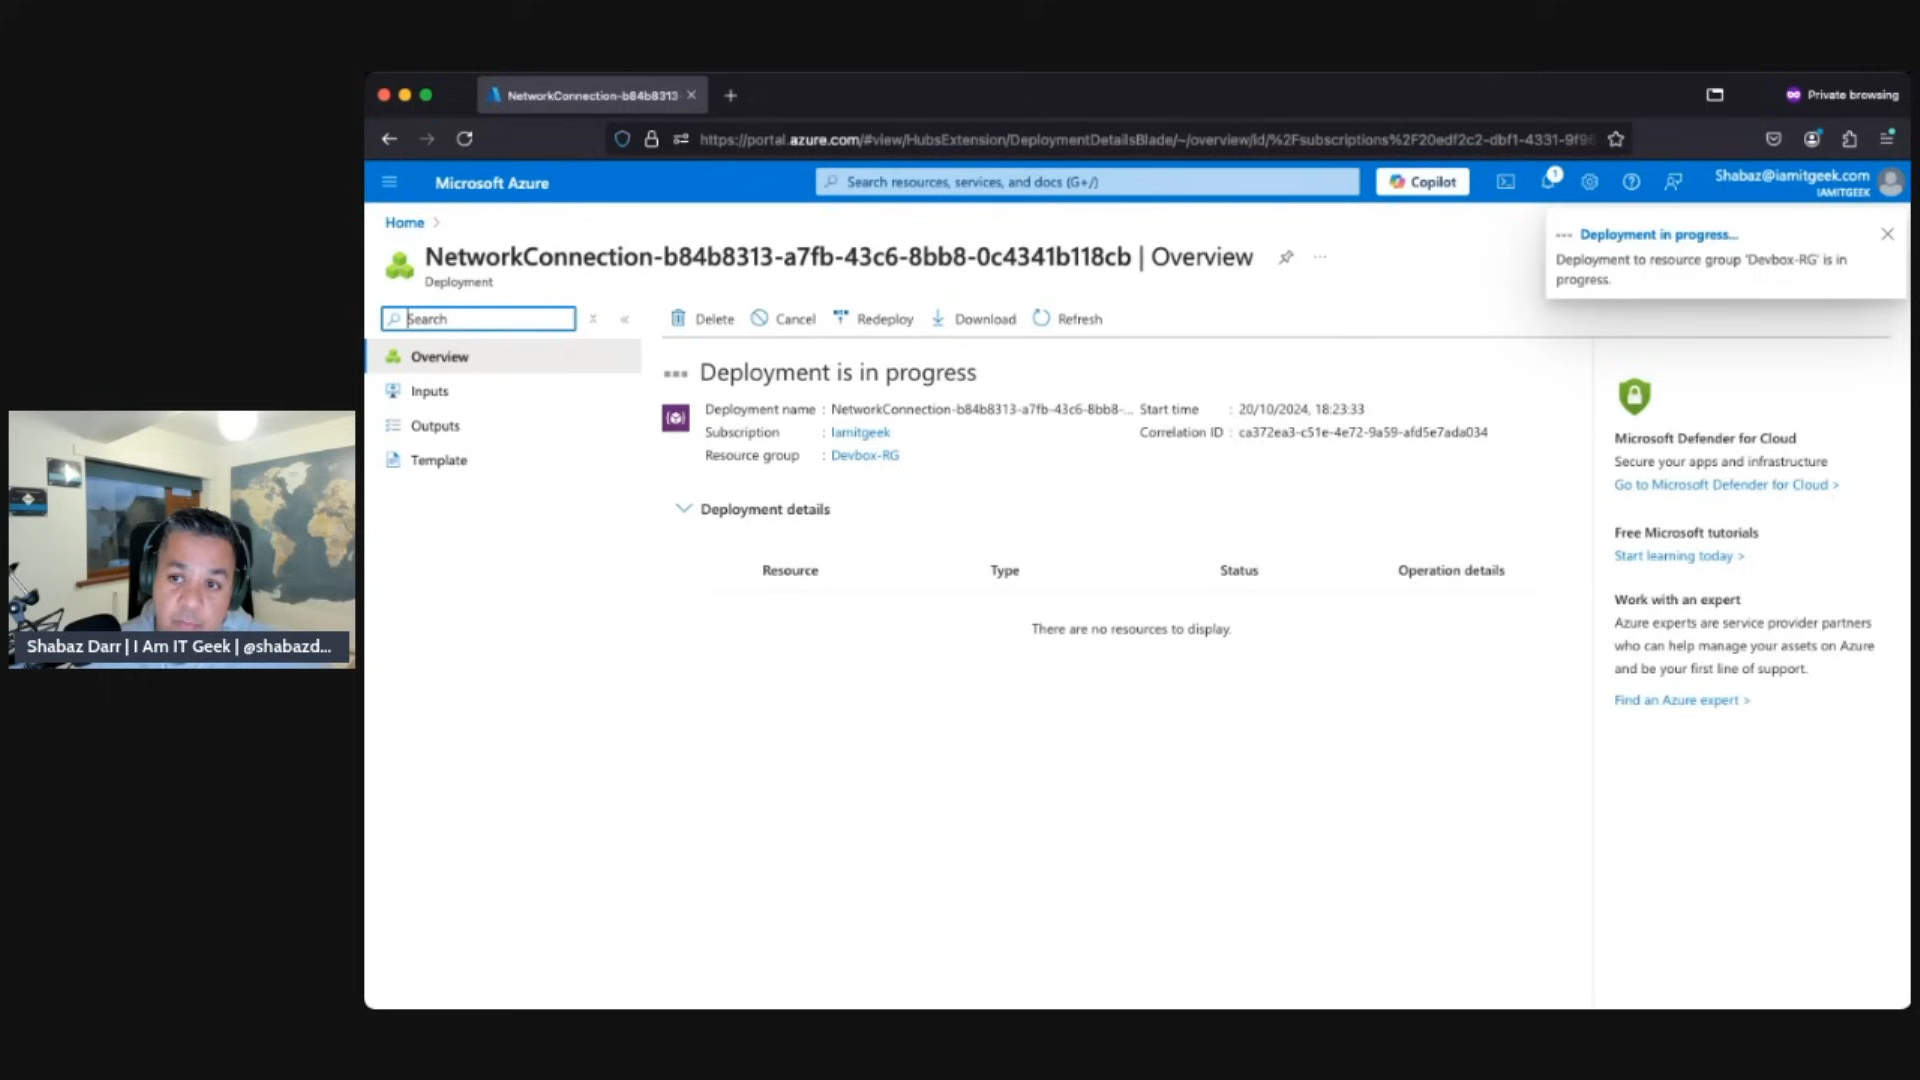 NetworkConnection-b84b8313
Private browsing
https://portal.azure.com/#view/HubsExtension/DeploymentDetailsBlade/~/overview/id/%2Fsubscriptions%2F20edf2c2-dbf1-4331-9f96
Microsoft Azure
Search resources, services, and docs (G+/)
Copilot
1
Shabaz@iamitgeek.com
IAMITGEEK
Home
NetworkConnection-b84b8313-a7fb-43c6-8bb8-0c4341b118cb | Overview
Deployment
Deployment in progress...
Deployment to resource group 'Devbox-RG' is in
progress.
Search
Delete
Cancel
Redeploy
Download
Refresh
Overview
Inputs
Outputs
Template
Deployment is in progress
Deployment name : NetworkConnection-b84b8313-a7fb-43c6-8bb8-...
Subscription : Iamitgeek
Resource group : Devbox-RG
Start time : 20/10/2024, 18:23:33
Correlation ID : ca372ea3-c51e-4e72-9a59-afd5e7ada034
Deployment details
Resource Type Status Operation details
There are no resources to display.
Microsoft Defender for Cloud
Secure your apps and infrastructure
Go to Microsoft Defender for Cloud >
Free Microsoft tutorials
Start learning today >
Work with an expert
Azure experts are service provider partners
who can help manage your assets on Azure
and be your first line of support.
Find an Azure expert >
Shabaz Darr | I Am IT Geek | @shabazd...